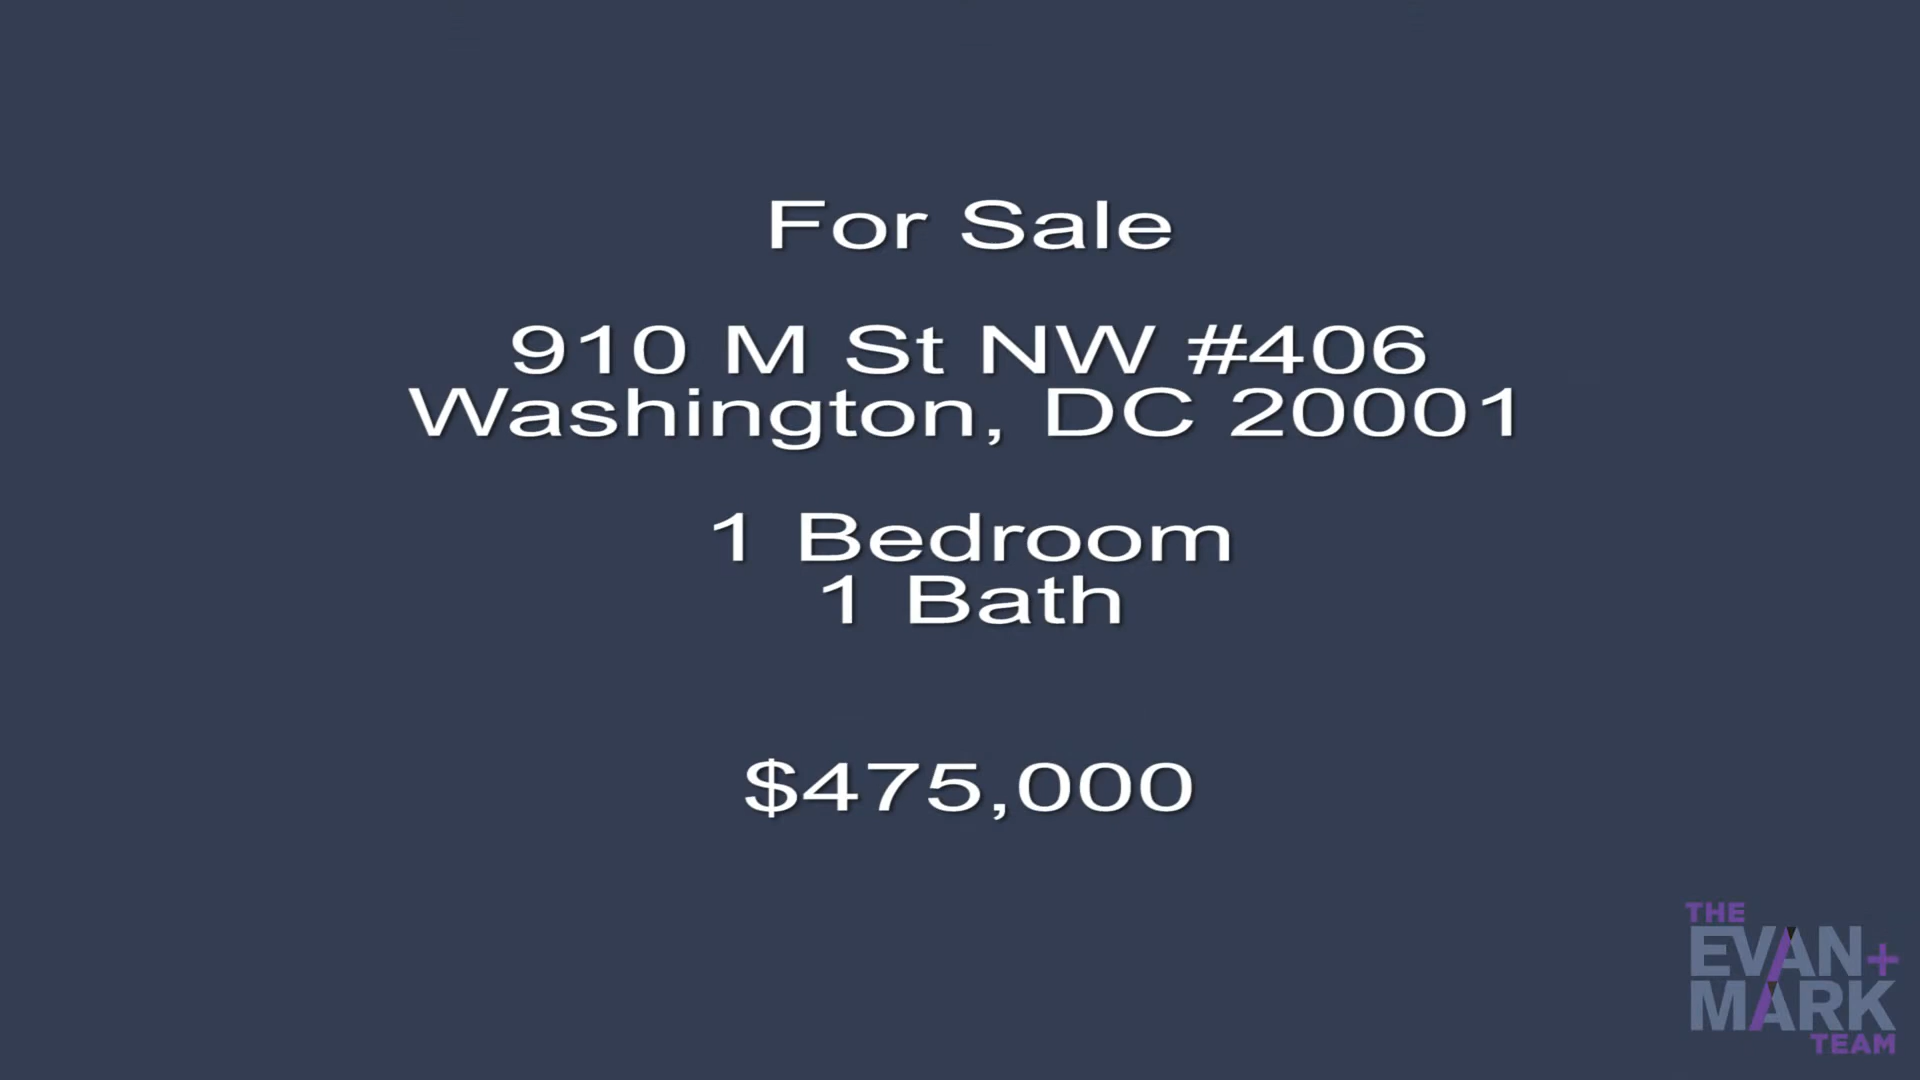 For Sale
910 M St NW #406
Washington, DC 20001
1 Bedroom
1 Bath
$475,000
THE
EVAN+
MARK
TEAM